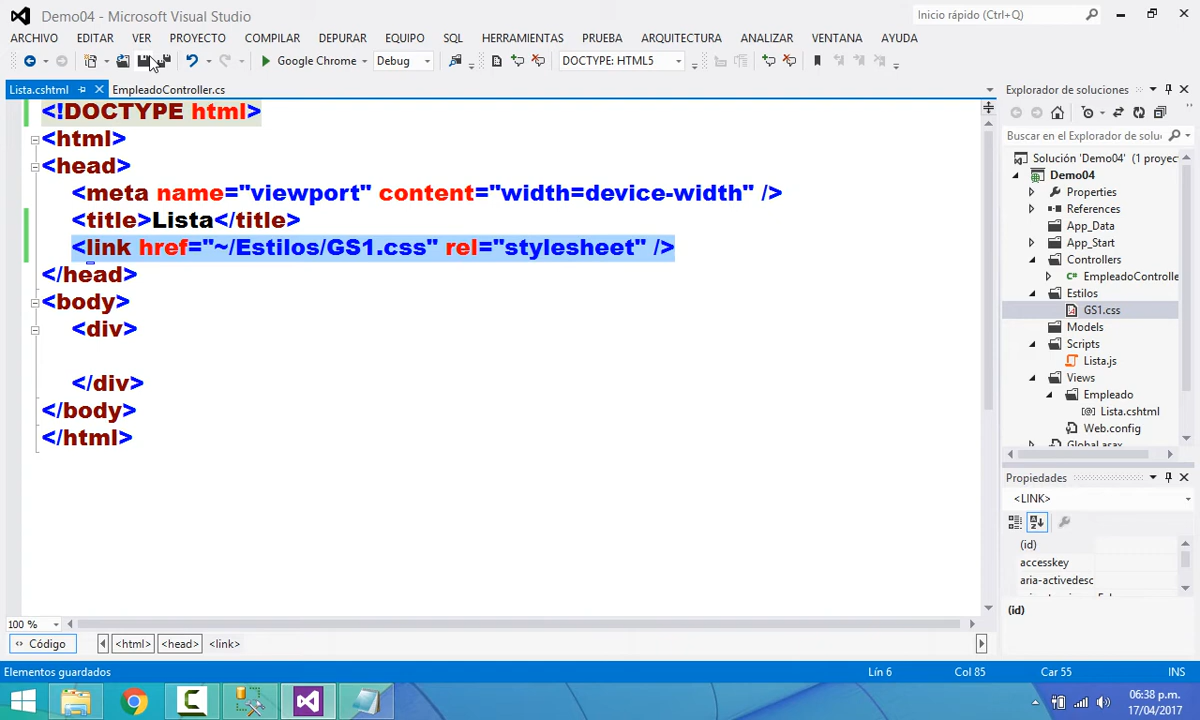 Demo04 - Microsoft Visual Studio
Inicio rápido (Ctrl+Q)
ARCHIVO EDITAR VER PROYECTO COMPILAR DEPURAR EQUIPO SQL HERRAMIENTAS PRUEBA ARQUITECTURA ANALIZAR VENTANA AYUDA
Google Chrome Debug DOCTYPE: HTML5
Lista.cshtml EmpleadoController.cs
<!DOCTYPE html>
<html>
<head>
<meta name="viewport" content="width=device-width" />
<title>Lista</title>
<link href="~/Estilos/GS1.css" rel="stylesheet" />
</head>
<body>
<div>
</div>
</body>
</html>
100 %
Código <html> <head> <link>
Explorador de soluciones
Buscar en el Explorador de solu
Solución 'Demo04' (1 proyec
Demo04
Properties
References
App_Data
App_Start
Controllers
EmpleadoControlle
Estilos
GS1.css
Models
Scripts
Lista.js
Views
Empleado
Lista.cshtml
Web.config
Global.asax
Propiedades
<LINK>
(id)
accesskey
aria-activedesc
(id)
Elementos guardados Lín 6 Col 85 Car 55 INS
06:38 p.m.
17/04/2017